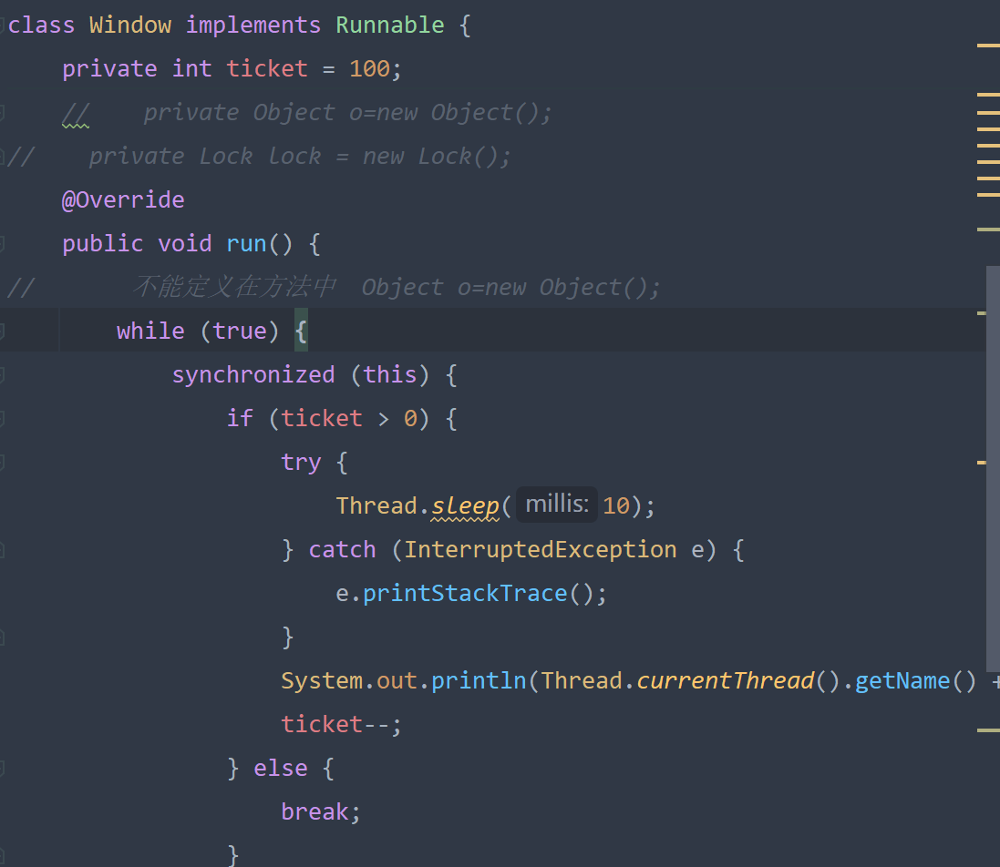 class Window implements Runnable {
    private int ticket = 100;
    //    private Object o=new Object();
//    private Lock lock = new Lock();
    @Override
    public void run() {
//       不能定义在方法中  Object o=new Object();
        while (true) {
            synchronized (this) {
                if (ticket > 0) {
                    try {
                        Thread.sleep( millis: 10);
                    } catch (InterruptedException e) {
                        e.printStackTrace();
                    }
                    System.out.println(Thread.currentThread().getName() +
                    ticket--;
                } else {
                    break;
                }